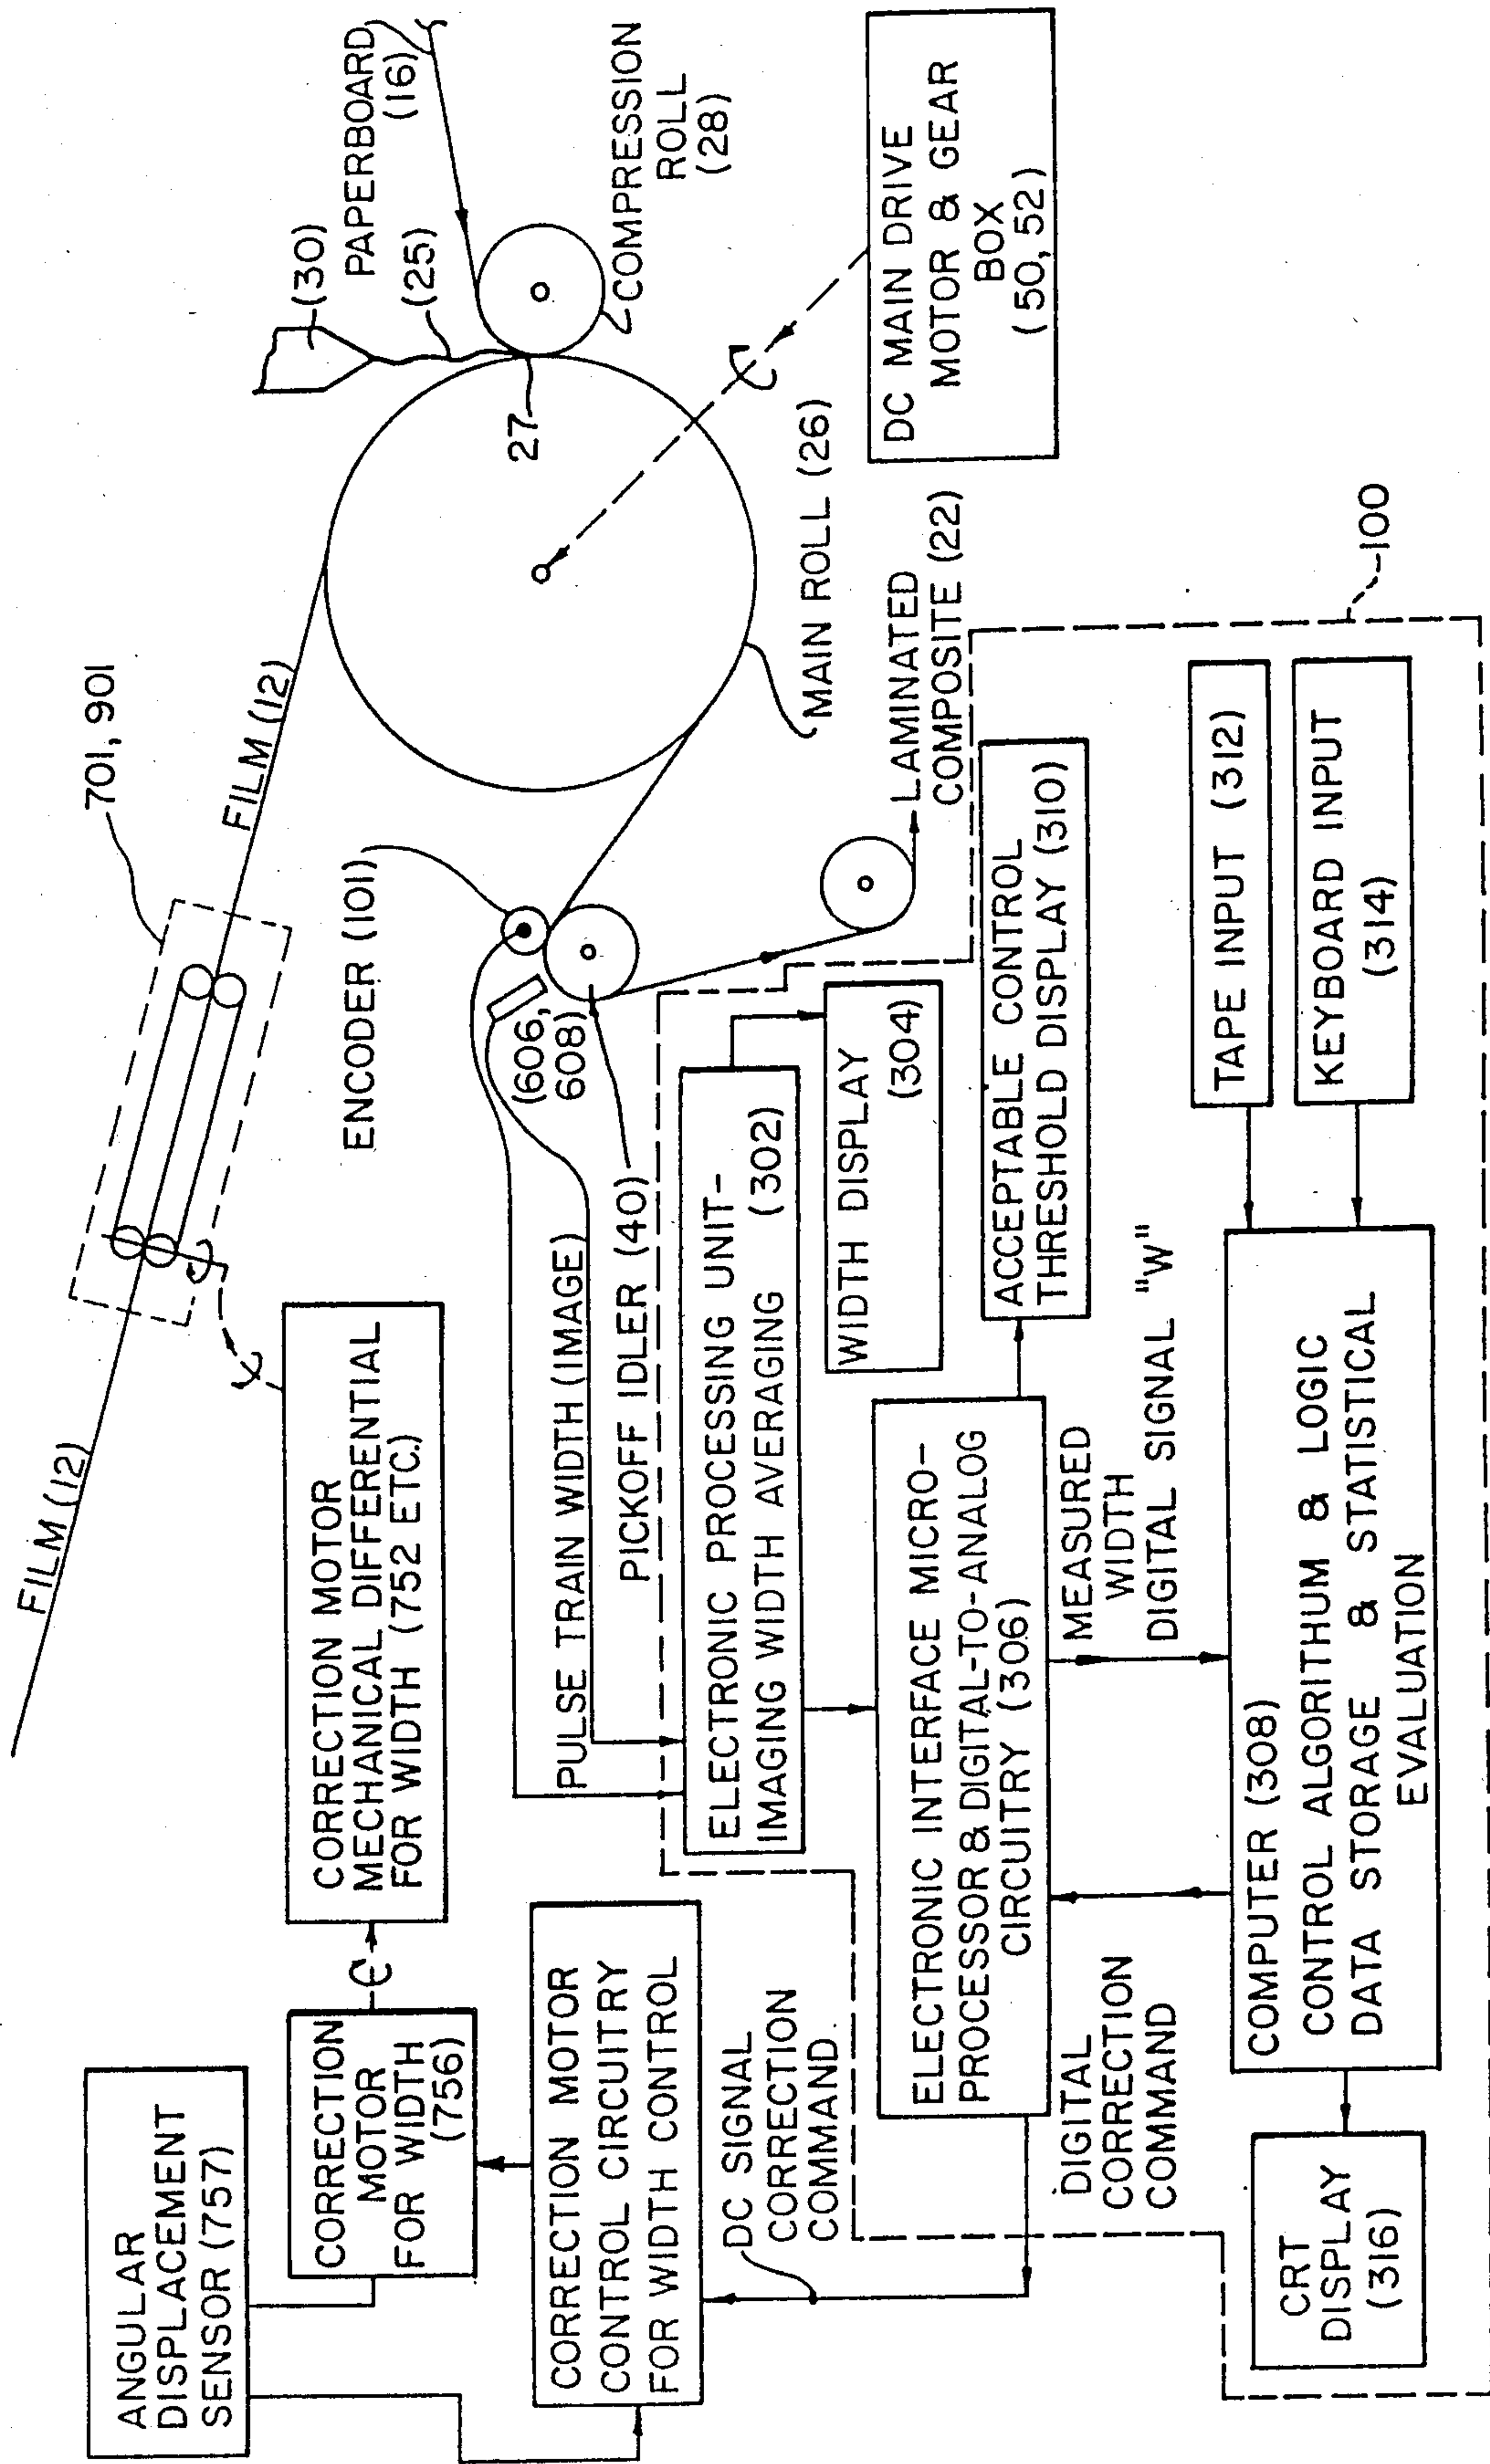 FILM (12)
701, 901
FILM (12)
(30)
PAPERBOARD
(16)
(25)
27
COMPRESSION
ROLL
(28)
ENCODER (101)
(606,
608)
MAIN ROLL (26)
DC MAIN DRIVE
MOTOR & GEAR
BOX
(50, 52)
LAMINATED
COMPOSITE (22)
ANGULAR
DISPLACEMENT
SENSOR (757)
CORRECTION
MOTOR
FOR WIDTH
(756)
CORRECTION MOTOR
MECHANICAL DIFFERENTIAL
FOR WIDTH (752 ETC.)
CORRECTION MOTOR
CONTROL CIRCUITRY
FOR WIDTH CONTROL
PULSE TRAIN WIDTH (IMAGE)
PICKOFF IDLER (40)
ELECTRONIC PROCESSING UNIT-
IMAGING WIDTH AVERAGING (302)
WIDTH DISPLAY
(304)
DC SIGNAL
CORRECTION
COMMAND
ELECTRONIC INTERFACE MICRO-
PROCESSOR & DIGITAL-TO-ANALOG
CIRCUITRY (306)
ACCEPTABLE CONTROL
THRESHOLD DISPLAY (310)
100
DIGITAL
CORRECTION
COMMAND
MEASURED
WIDTH
DIGITAL SIGNAL "W"
TAPE INPUT (312)
KEYBOARD INPUT
(314)
CRT
DISPLAY
(316)
COMPUTER (308)
CONTROL ALGORITHUM & LOGIC
DATA STORAGE & STATISTICAL
EVALUATION